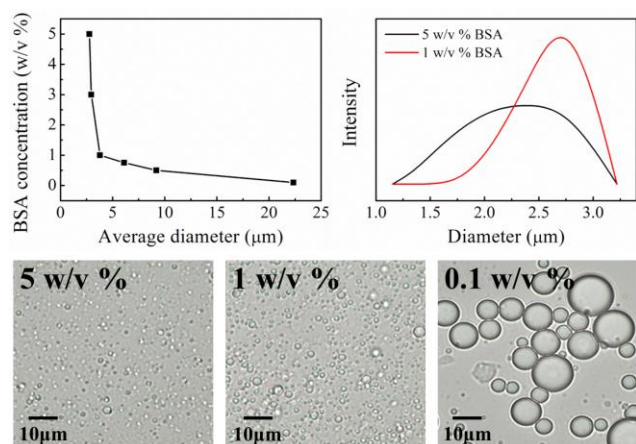 BSA concentration (w/v %)
5
4
3
2
1
0
0 5 10 15 20 25
Average diameter (μm)
Intensity
5 w/v % BSA
1 w/v % BSA
1.0 1.5 2.0 2.5 3.0
Diameter (μm)
5 w/v % 1 w/v % 0.1 w/v %
10μm 10μm 10μm